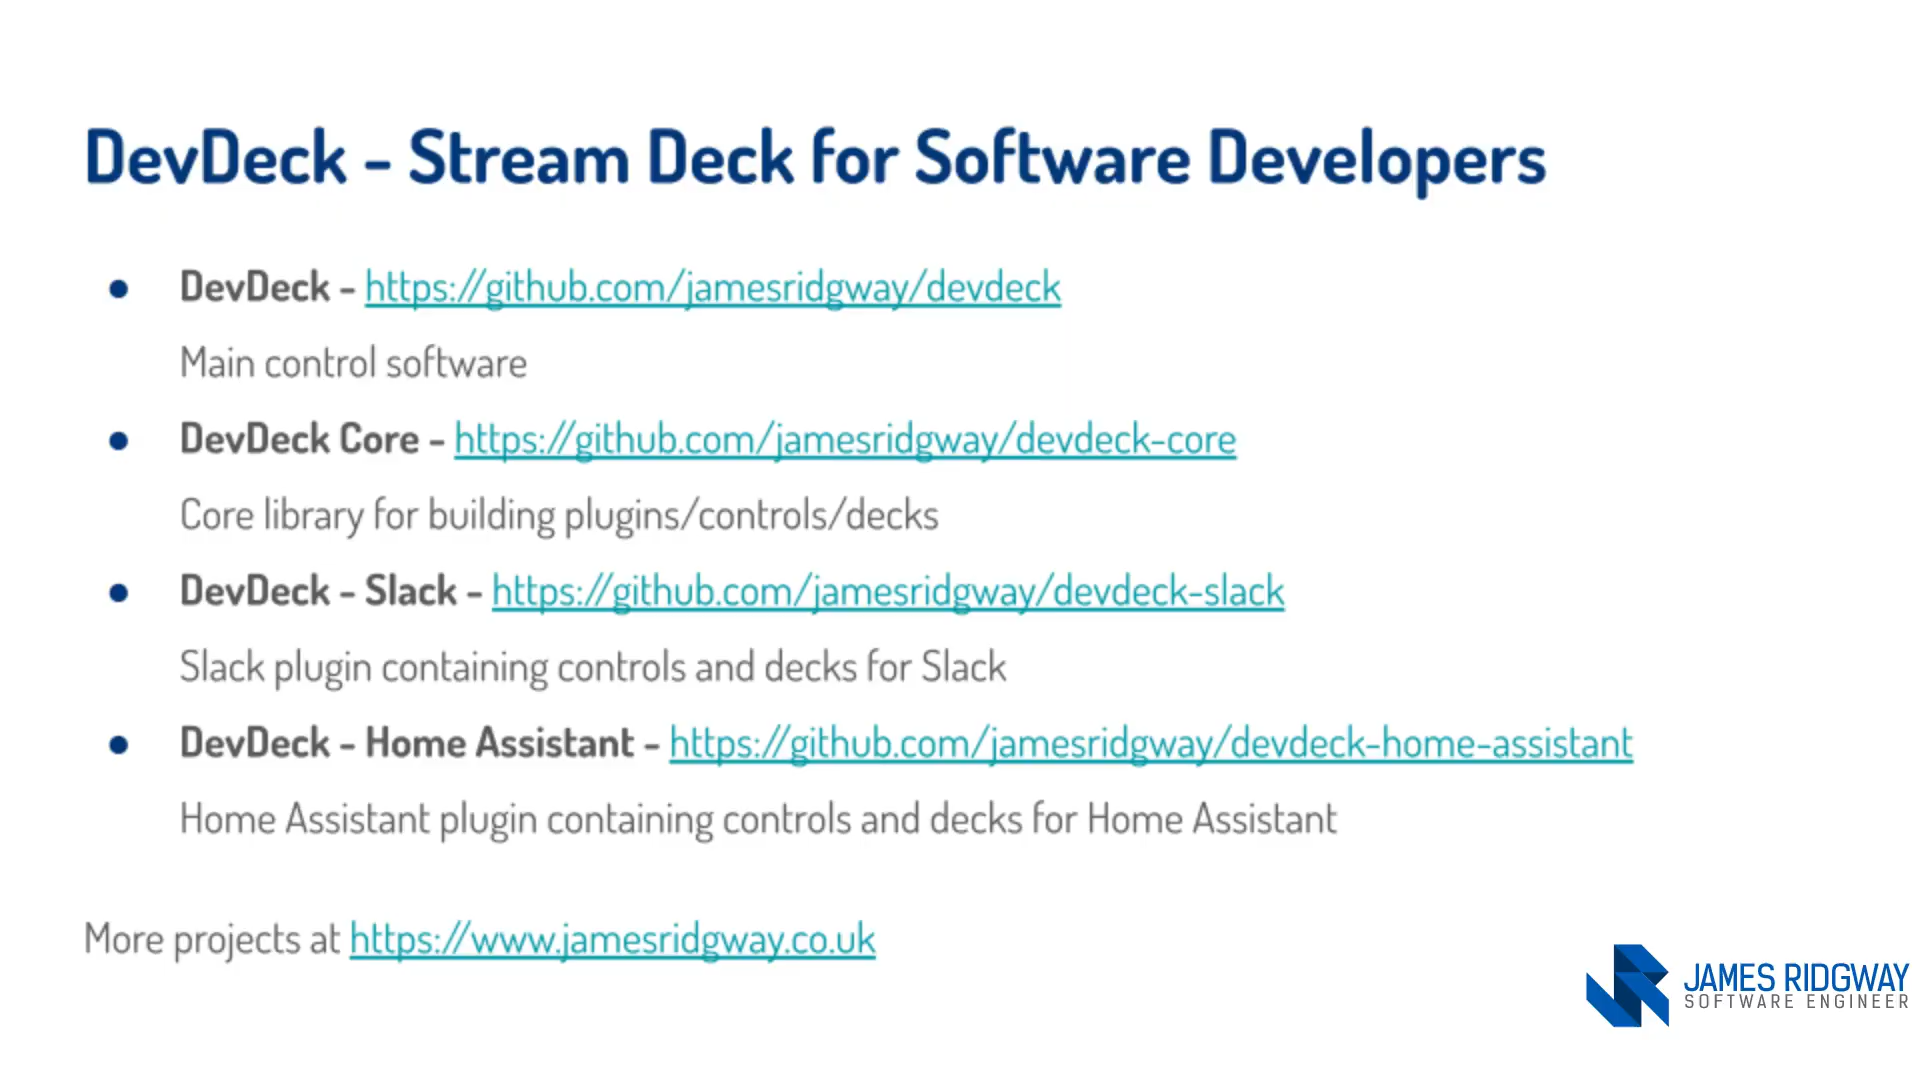 DevDeck - Stream Deck for Software Developers
● DevDeck - https://github.com/jamesridgway/devdeck
Main control software
● DevDeck Core - https://github.com/jamesridgway/devdeck-core
Core library for building plugins/controls/decks
● DevDeck - Slack - https://github.com/jamesridgway/devdeck-slack
Slack plugin containing controls and decks for Slack
● DevDeck - Home Assistant - https://github.com/jamesridgway/devdeck-home-assistant
Home Assistant plugin containing controls and decks for Home Assistant
More projects at https://www.jamesridgway.co.uk
JAMES RIDGWAY
SOFTWARE ENGINEER